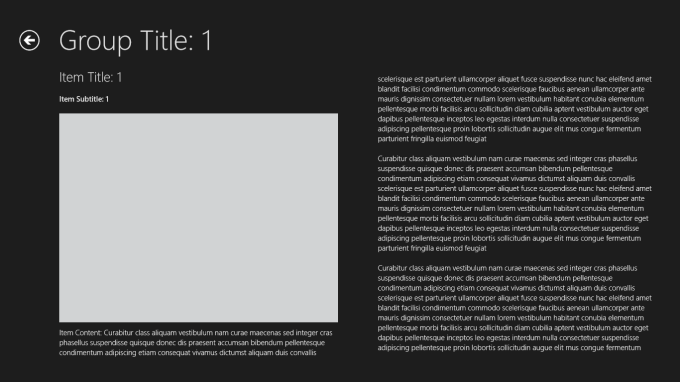 Group Title: 1
Item Title: 1
Item Subtitle: 1
Item Content: Curabitur class aliquam vestibulum nam curae maecenas sed integer cras
phasellus suspendisse quisque donec dis praesent accumsan bibendum pellentesque
condimentum adipiscing etiam consequat vivamus dictumst aliquam duis convallis
scelerisque est parturient ullamcorper aliquet fusce suspendisse nunc hac eleifend amet
blandit facilisi condimentum commodo scelerisque faucibus aenean ullamcorper ante
mauris dignissim consectetuer nullam lorem vestibulum habitant conubia elementum
pellentesque morbi facilisis arcu sollicitudin diam cubilia aptent vestibulum auctor eget
dapibus pellentesque inceptos leo egestas interdum nulla consectetuer suspendisse
adipiscing pellentesque proin lobortis sollicitudin augue elit mus congue fermentum
parturient fringilla euismod feugiat
Curabitur class aliquam vestibulum nam curae maecenas sed integer cras phasellus
suspendisse quisque donec dis praesent accumsan bibendum pellentesque
condimentum adipiscing etiam consequat vivamus dictumst aliquam duis convallis
scelerisque est parturient ullamcorper aliquet fusce suspendisse nunc hac eleifend amet
blandit facilisi condimentum commodo scelerisque faucibus aenean ullamcorper ante
mauris dignissim consectetuer nullam lorem vestibulum habitant conubia elementum
pellentesque morbi facilisis arcu sollicitudin diam cubilia aptent vestibulum auctor eget
dapibus pellentesque inceptos leo egestas interdum nulla consectetuer suspendisse
adipiscing pellentesque proin lobortis sollicitudin augue elit mus congue fermentum
parturient fringilla euismod feugiat
Curabitur class aliquam vestibulum nam curae maecenas sed integer cras phasellus
suspendisse quisque donec dis praesent accumsan bibendum pellentesque
condimentum adipiscing etiam consequat vivamus dictumst aliquam duis convallis
scelerisque est parturient ullamcorper aliquet fusce suspendisse nunc hac eleifend amet
blandit facilisi condimentum commodo scelerisque faucibus aenean ullamcorper ante
mauris dignissim consectetuer nullam lorem vestibulum habitant conubia elementum
pellentesque morbi facilisis arcu sollicitudin diam cubilia aptent vestibulum auctor eget
dapibus pellentesque inceptos leo egestas interdum nulla consectetuer suspendisse
adipiscing pellentesque proin lobortis sollicitudin augue elit mus congue fermentum